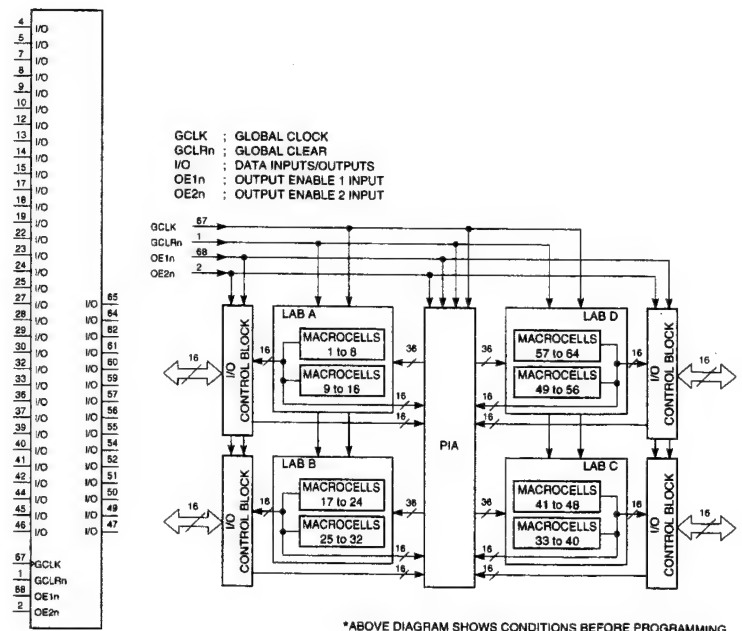 4 I/O
5 I/O
7 I/O
8 I/O
9 I/O
10 I/O
12 I/O
13 I/O
14 I/O
15 I/O
17 I/O
18 I/O
19 I/O
22 I/O
23 I/O
24 I/O
25 I/O
27 I/O I/O 65
28 I/O I/O 64
29 I/O I/O 62
30 I/O I/O 61
32 I/O I/O 60
33 I/O I/O 59
36 I/O I/O 57
37 I/O I/O 56
39 I/O I/O 55
40 I/O I/O 54
41 I/O I/O 52
42 I/O I/O 51
44 I/O I/O 50
45 I/O I/O 49
46 I/O I/O 47
67 GCLK
1 GCLRn
68 OE1n
2 OE2n
GCLK ; GLOBAL CLOCK
GCLRn ; GLOBAL CLEAR
I/O ; DATA INPUTS/OUTPUTS
OE1n ; OUTPUT ENABLE 1 INPUT
OE2n ; OUTPUT ENABLE 2 INPUT
GCLK 67
GCLRn 1
OE1n 68
OE2n 2
16
I/O
CONTROL BLOCK
16
LAB A
MACROCELLS
1 to 8
MACROCELLS
9 to 16
36
16
16
PIA
36
16
16
LAB D
MACROCELLS
57 to 64
MACROCELLS
49 to 56
16
I/O
CONTROL BLOCK
16
16
I/O
CONTROL BLOCK
16
LAB B
MACROCELLS
17 to 24
MACROCELLS
25 to 32
36
16
16
36
16
16
LAB C
MACROCELLS
41 to 48
MACROCELLS
33 to 40
16
I/O
CONTROL BLOCK
16
*ABOVE DIAGRAM SHOWS CONDITIONS BEFORE PROGRAMMING